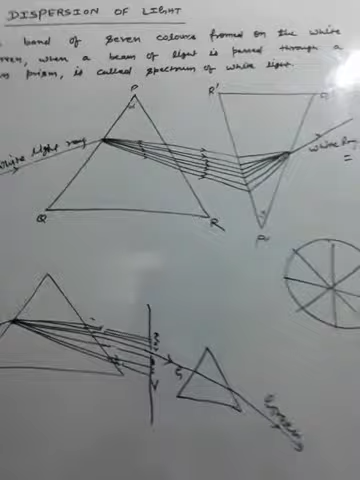 DISPERSION OF LIGHT
band of seven colours formed on the white
when a beam of light is passed through a
prism, is called spectrum of white light.
P
R'
Q'
White light ray
White Ray
Q
R
P'